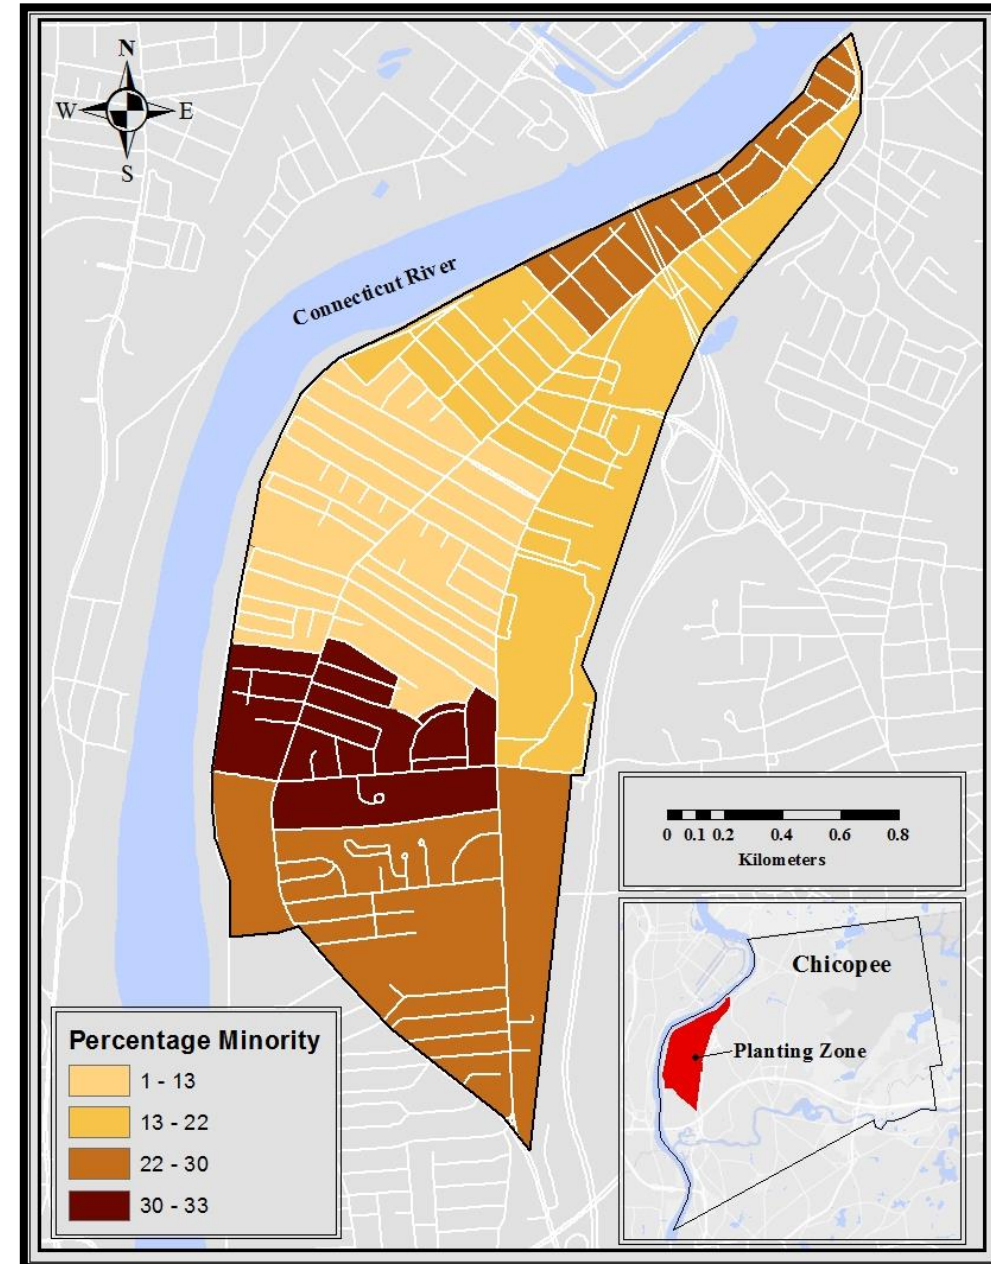 N
W
E
S
Connecticut River
0 0.1 0.2 0.4 0.6 0.8
Kilometers
Chicopee
Planting Zone
Percentage Minority
1 - 13
13 - 22
22 - 30
30 - 33